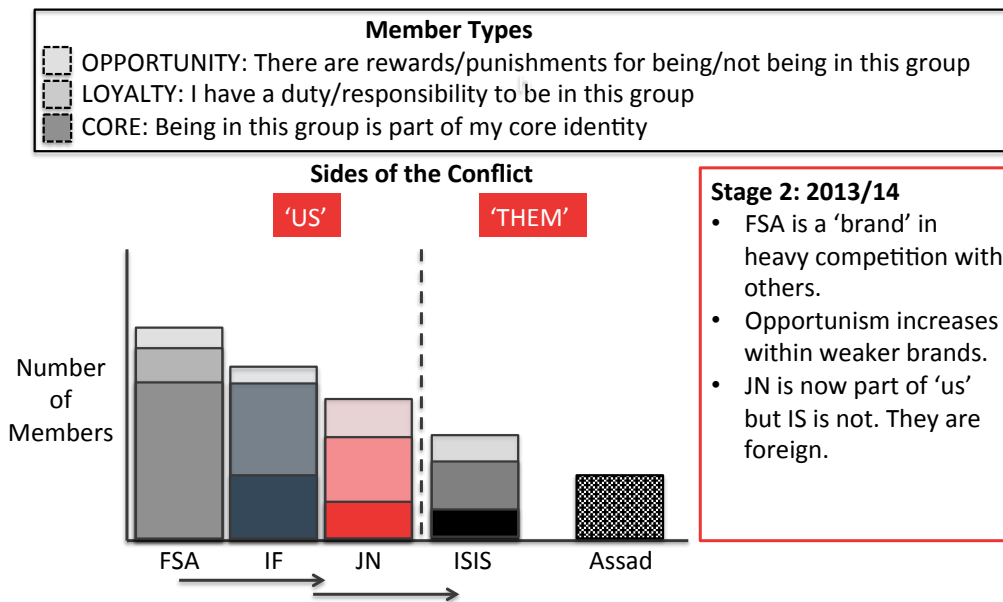 Member Types
OPPORTUNITY: There are rewards/punishments for being/not being in this group
LOYALTY: I have a duty/responsibility to be in this group
CORE: Being in this group is part of my core identity
Sides of the Conflict
‘US’
‘THEM’
Number
of
Members
FSA
IF
JN
ISIS
Assad
Stage 2: 2013/14
• FSA is a ‘brand’ in
heavy competition with
others.
• Opportunism increases
within weaker brands.
• JN is now part of ‘us’
but IS is not. They are
foreign.